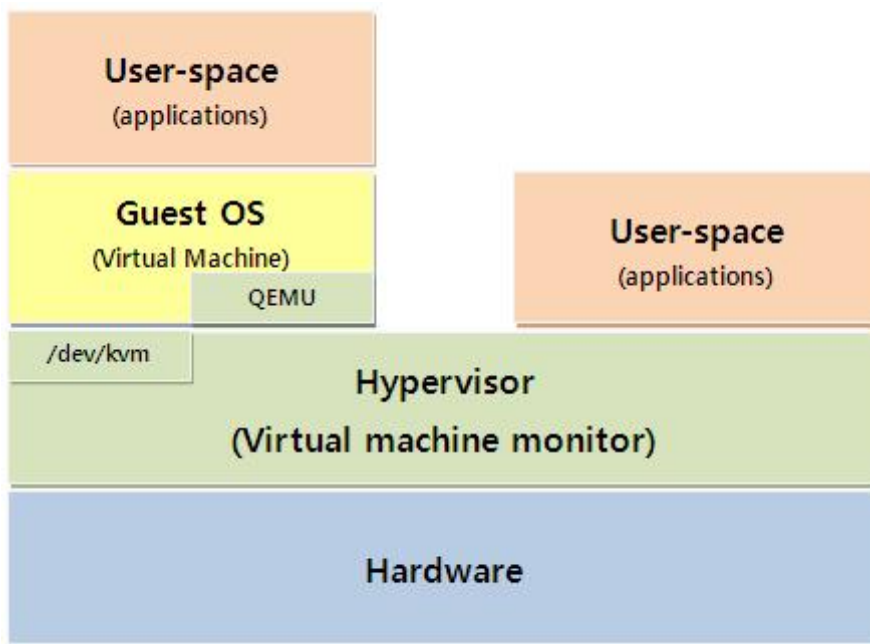 User-space
(applications)
Guest OS
(Virtual Machine)
QEMU
User-space
(applications)
/dev/kvm
Hypervisor
(Virtual machine monitor)
Hardware